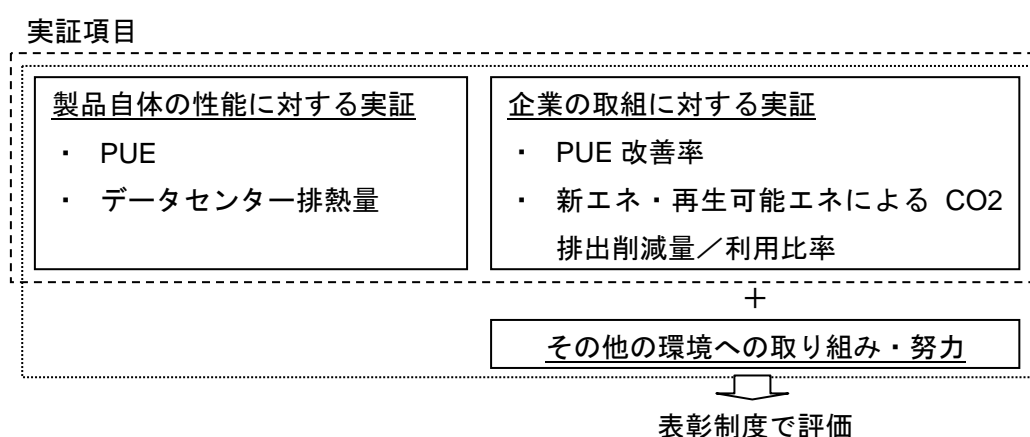 実証項目
製品自体の性能に対する実証
・ PUE
・ データセンター排熱量
企業の取組に対する実証
・ PUE 改善率
・ 新エネ・再生可能エネによる CO2
排出削減量／利用比率
＋
その他の環境への取り組み・努力
表彰制度で評価